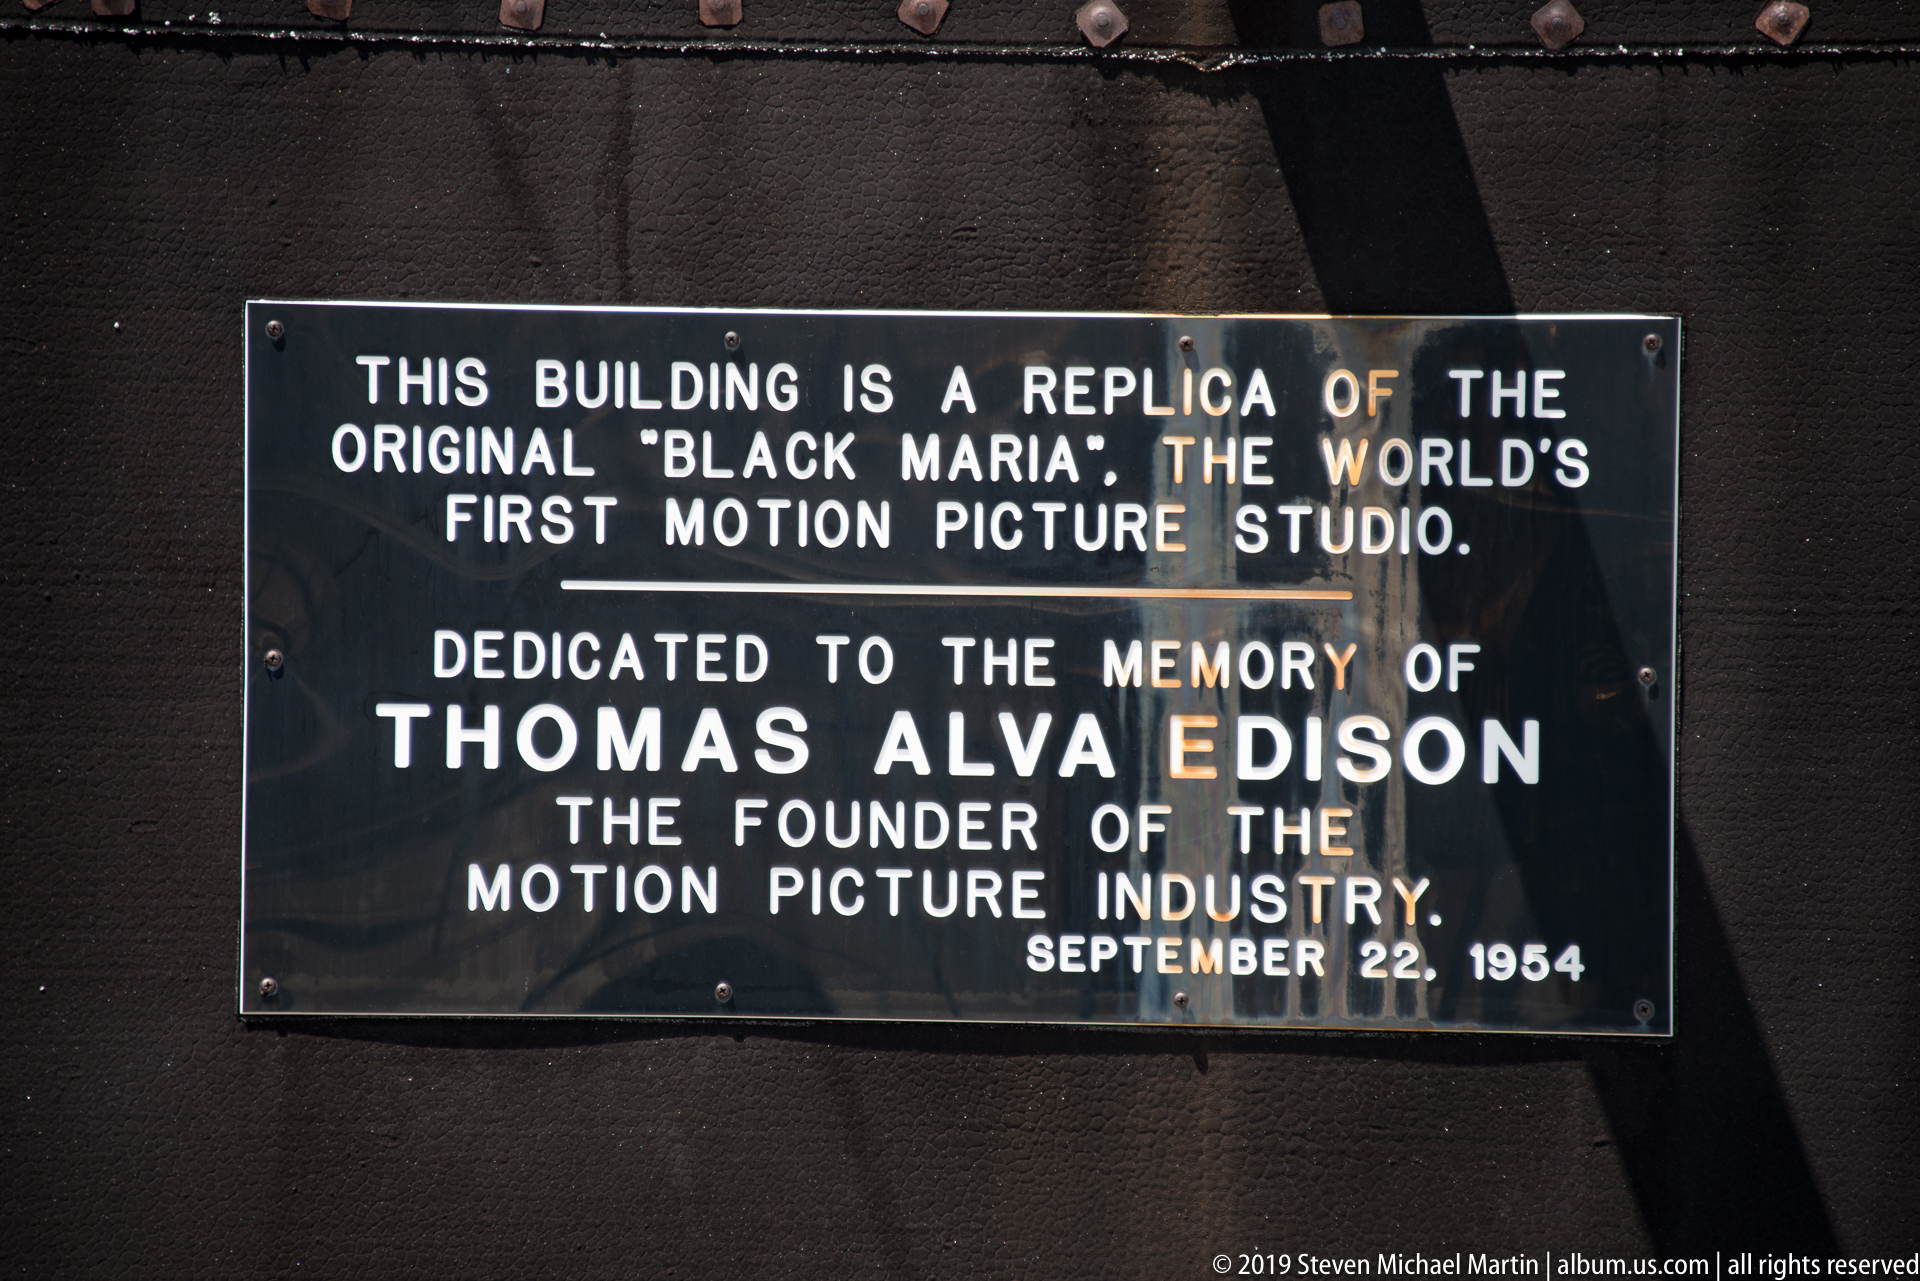 THIS BUILDING IS A REPLICA OF THE
ORIGINAL "BLACK MARIA", THE WORLD'S
FIRST MOTION PICTURE STUDIO.
DEDICATED TO THE MEMORY OF
THOMAS ALVA EDISON
THE FOUNDER OF THE
MOTION PICTURE INDUSTRY.
SEPTEMBER 22, 1954
© 2019 Steven Michael Martin | album.us.com | all rights reserved